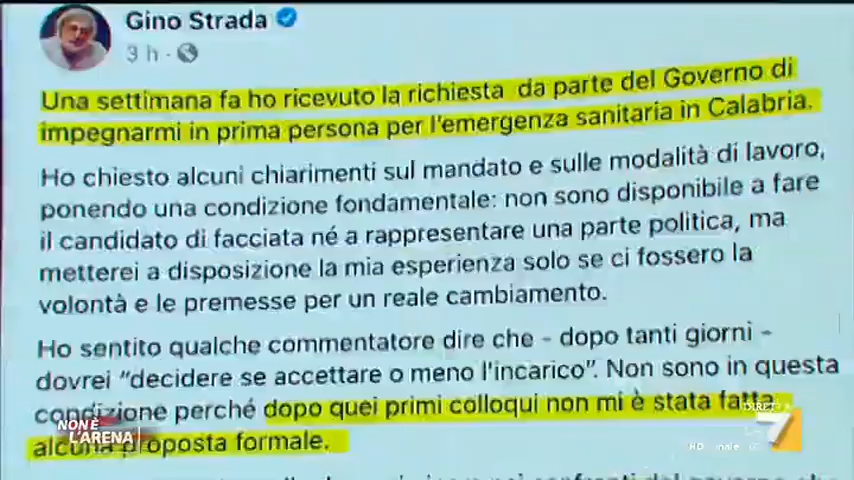 Gino Strada
3 h ·
Una settimana fa ho ricevuto la richiesta da parte del Governo di
impegnarmi in prima persona per l'emergenza sanitaria in Calabria.
Ho chiesto alcuni chiarimenti sul mandato e sulle modalità di lavoro,
ponendo una condizione fondamentale: non sono disponibile a fare
il candidato di facciata né a rappresentare una parte politica, ma
metterei a disposizione la mia esperienza solo se ci fossero la
volontà e le premesse per un reale cambiamento.
Ho sentito qualche commentatore dire che - dopo tanti giorni -
dovrei "decidere se accettare o meno l'incarico". Non sono in questa
condizione perché dopo quei primi colloqui non mi è stata fatta
alcuna proposta formale.
NON È
L'ARENA
7